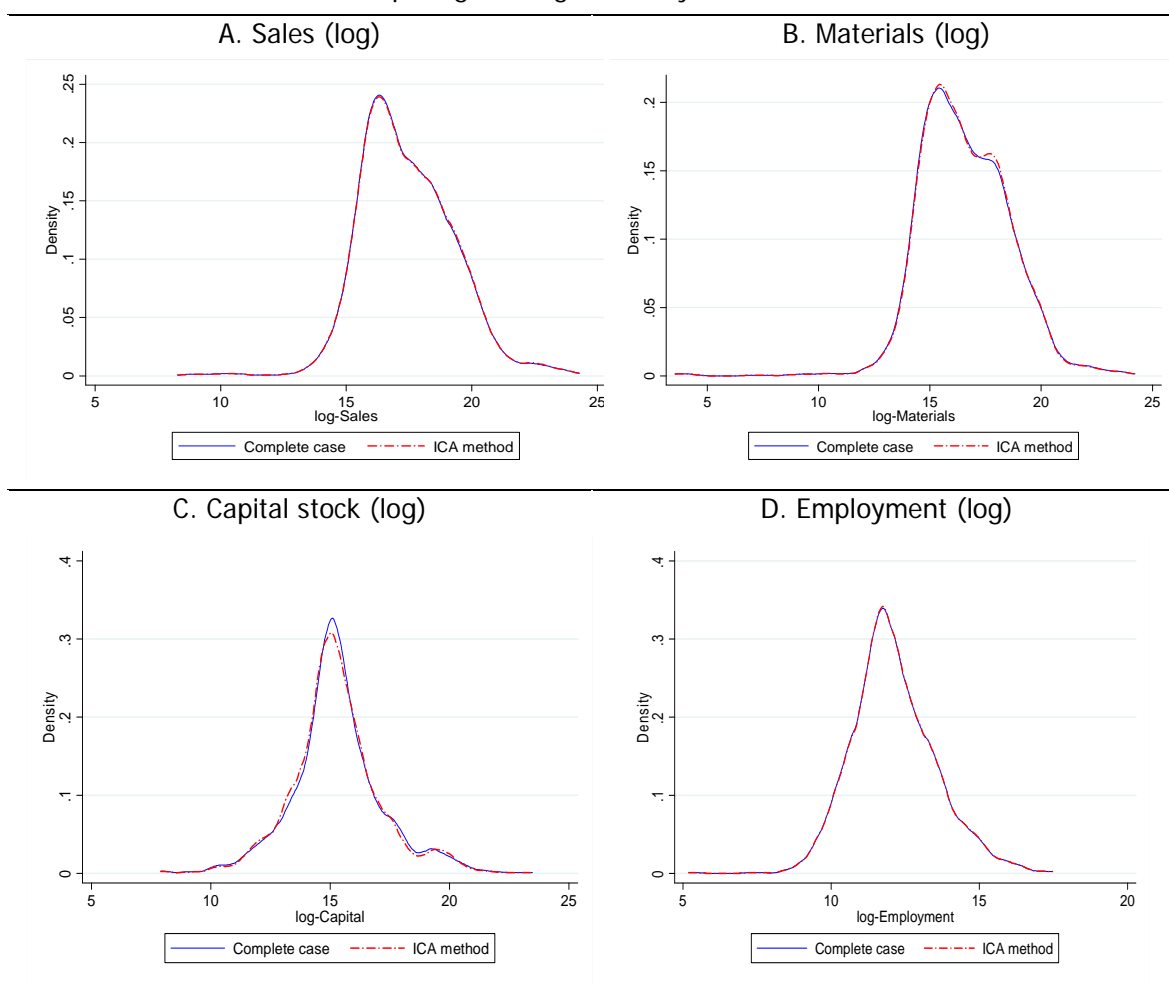 A. Sales (log)
B. Materials (log)
.25
.2
.15
.1
.05
0
Density
5 10 15 20 25
log-Sales
Complete case ICA method
.2
.15
.1
.05
0
Density
5 10 15 20 25
log-Materials
Complete case ICA method
C. Capital stock (log)
D. Employment (log)
.4
.3
.2
.1
0
Density
5 10 15 20 25
log-Capital
Complete case ICA method
.4
.3
.2
.1
0
Density
5 10 15 20
log-Employment
Complete case ICA method